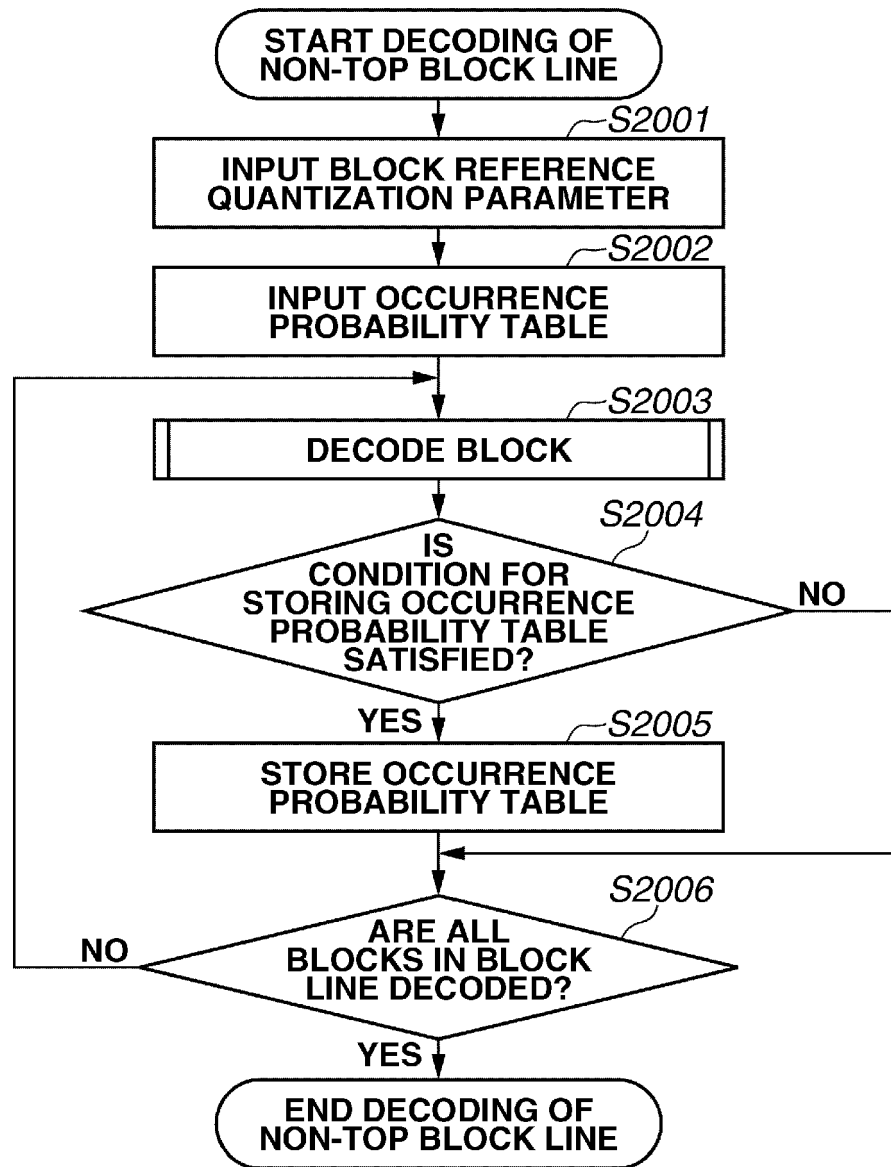 START DECODING OF
NON-TOP BLOCK LINE
S2001
INPUT BLOCK REFERENCE
QUANTIZATION PARAMETER
S2002
INPUT OCCURRENCE
PROBABILITY TABLE
S2003
DECODE BLOCK
S2004
IS
CONDITION FOR
STORING OCCURRENCE
PROBABILITY TABLE
SATISFIED?
NO
YES
S2005
STORE OCCURRENCE
PROBABILITY TABLE
S2006
NO
ARE ALL
BLOCKS IN BLOCK
LINE DECODED?
YES
END DECODING OF
NON-TOP BLOCK LINE